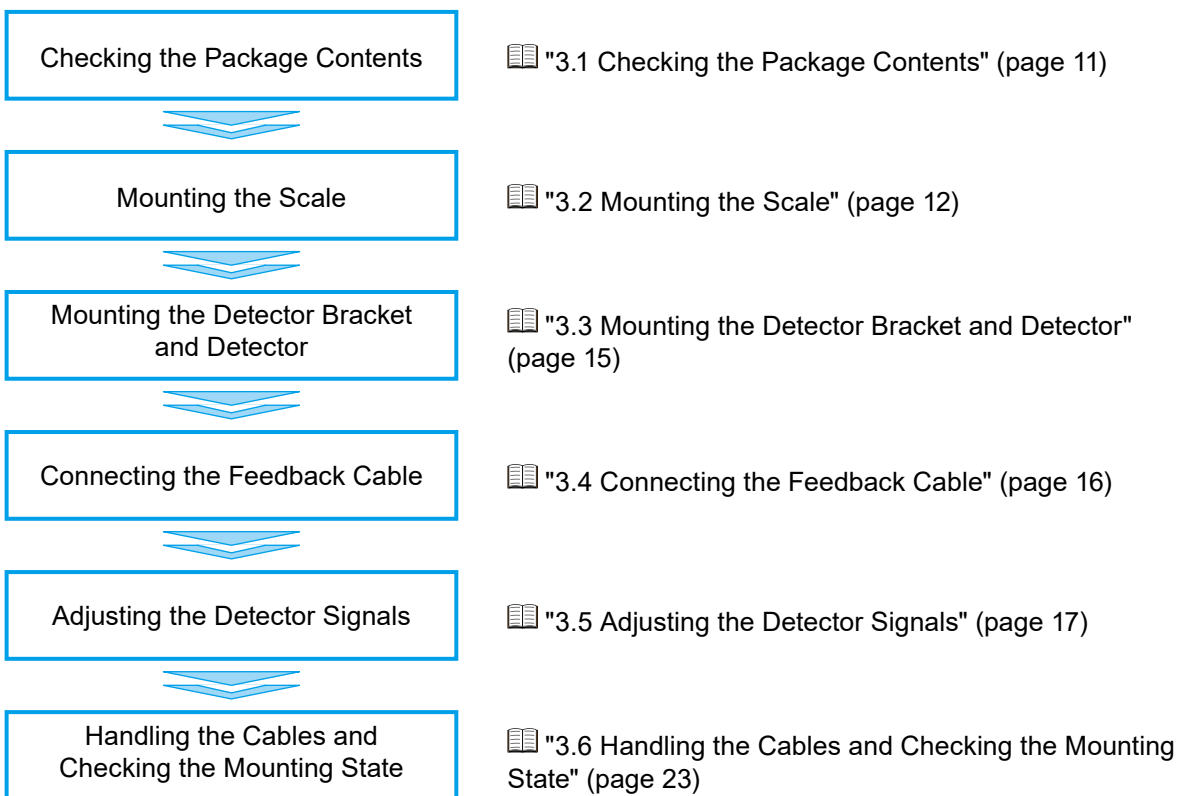 Checking the Package Contents
"3.1 Checking the Package Contents" (page 11)
Mounting the Scale
"3.2 Mounting the Scale" (page 12)
Mounting the Detector Bracket
and Detector
"3.3 Mounting the Detector Bracket and Detector"
(page 15)
Connecting the Feedback Cable
"3.4 Connecting the Feedback Cable" (page 16)
Adjusting the Detector Signals
"3.5 Adjusting the Detector Signals" (page 17)
Handling the Cables and
Checking the Mounting State
"3.6 Handling the Cables and Checking the Mounting
State" (page 23)